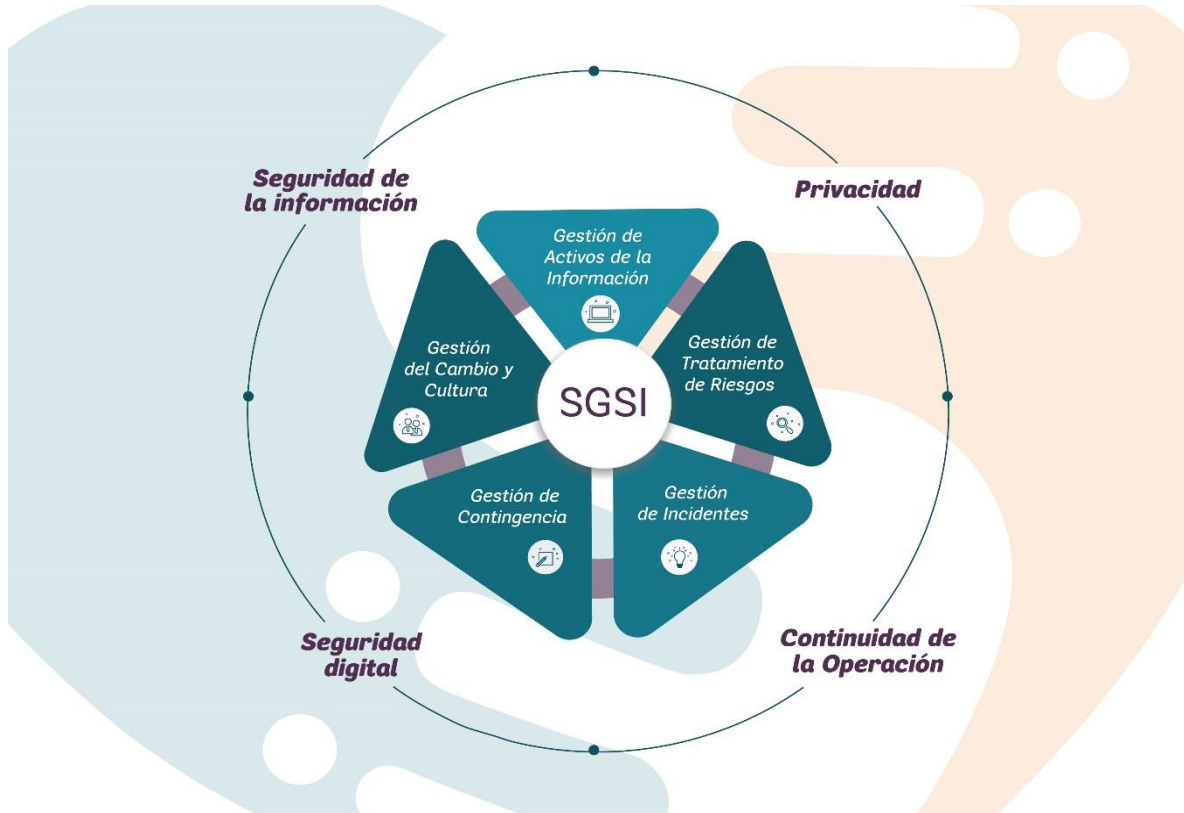 Seguridad de
la información
Privacidad
Gestión de
Activos de la
Información
Gestión
del Cambio y
Cultura
Gestión de
Tratamiento
de Riesgos
SGSI
Gestión de
Contingencia
Gestión
de Incidentes
Seguridad
digital
Continuidad de
la Operación